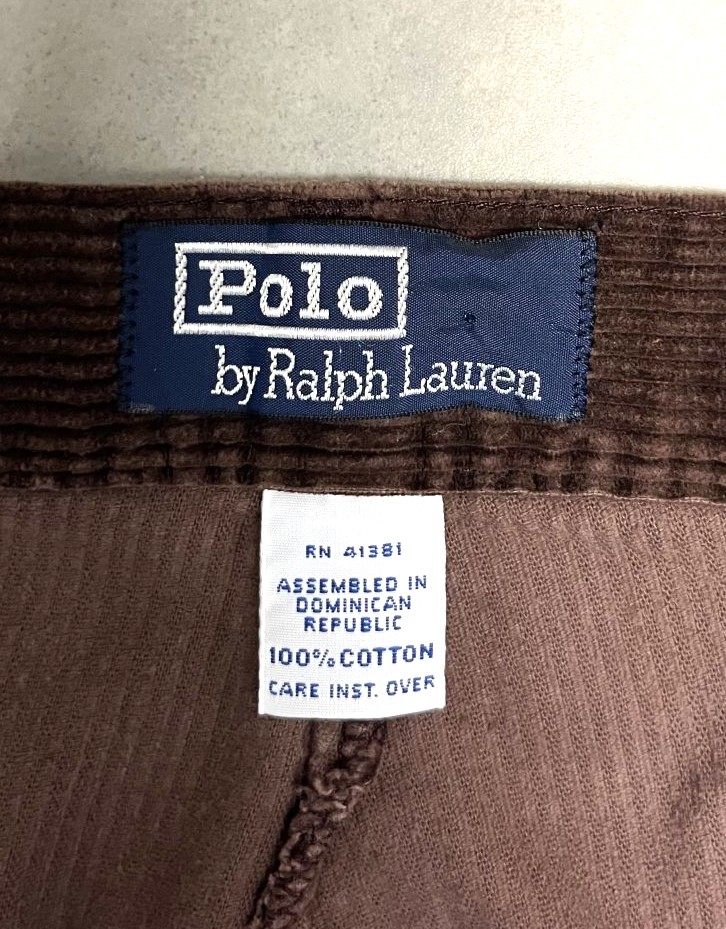 Polo
by Ralph Lauren
RN 41381
ASSEMBLED IN
DOMINICAN
REPUBLIC
100% COTTON
CARE INST. OVER